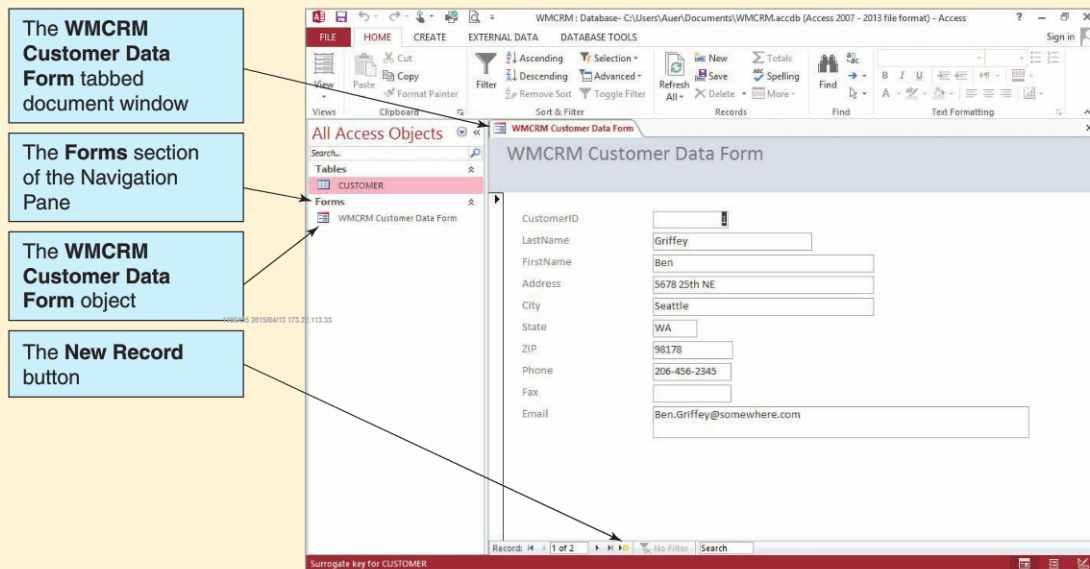 The WMCRM
Customer Data
Form tabbed
document window
The Forms section
of the Navigation
Pane
The WMCRM
Customer Data
Form object
The New Record
button
WMCRM : Database- C:\Users\Auer\Documents\WMCRM.accdb (Access 2007 - 2013 file format) - Access
FILE HOME CREATE EXTERNAL DATA DATABASE TOOLS Sign in
View
Views
Paste
Cut
Copy
Format Painter
Clipboard
Filter
Ascending
Descending
Remove Sort
Selection
Advanced
Toggle Filter
Sort & Filter
Refresh
All
New
Save
Delete
Totals
Spelling
More
Records
Find
ab
ac
Find
B I U
A
Text Formatting
All Access Objects
Search...
Tables
CUSTOMER
Forms
WMCRM Customer Data Form
WMCRM Customer Data Form
WMCRM Customer Data Form
CustomerID 1
LastName Griffey
FirstName Ben
Address 5678 25th NE
City Seattle
State WA
ZIP 98178
Phone 206-456-2345
Fax
Email Ben.Griffey@somewhere.com
Record: 1 of 2 No Filter Search
Surrogate key for CUSTOMER